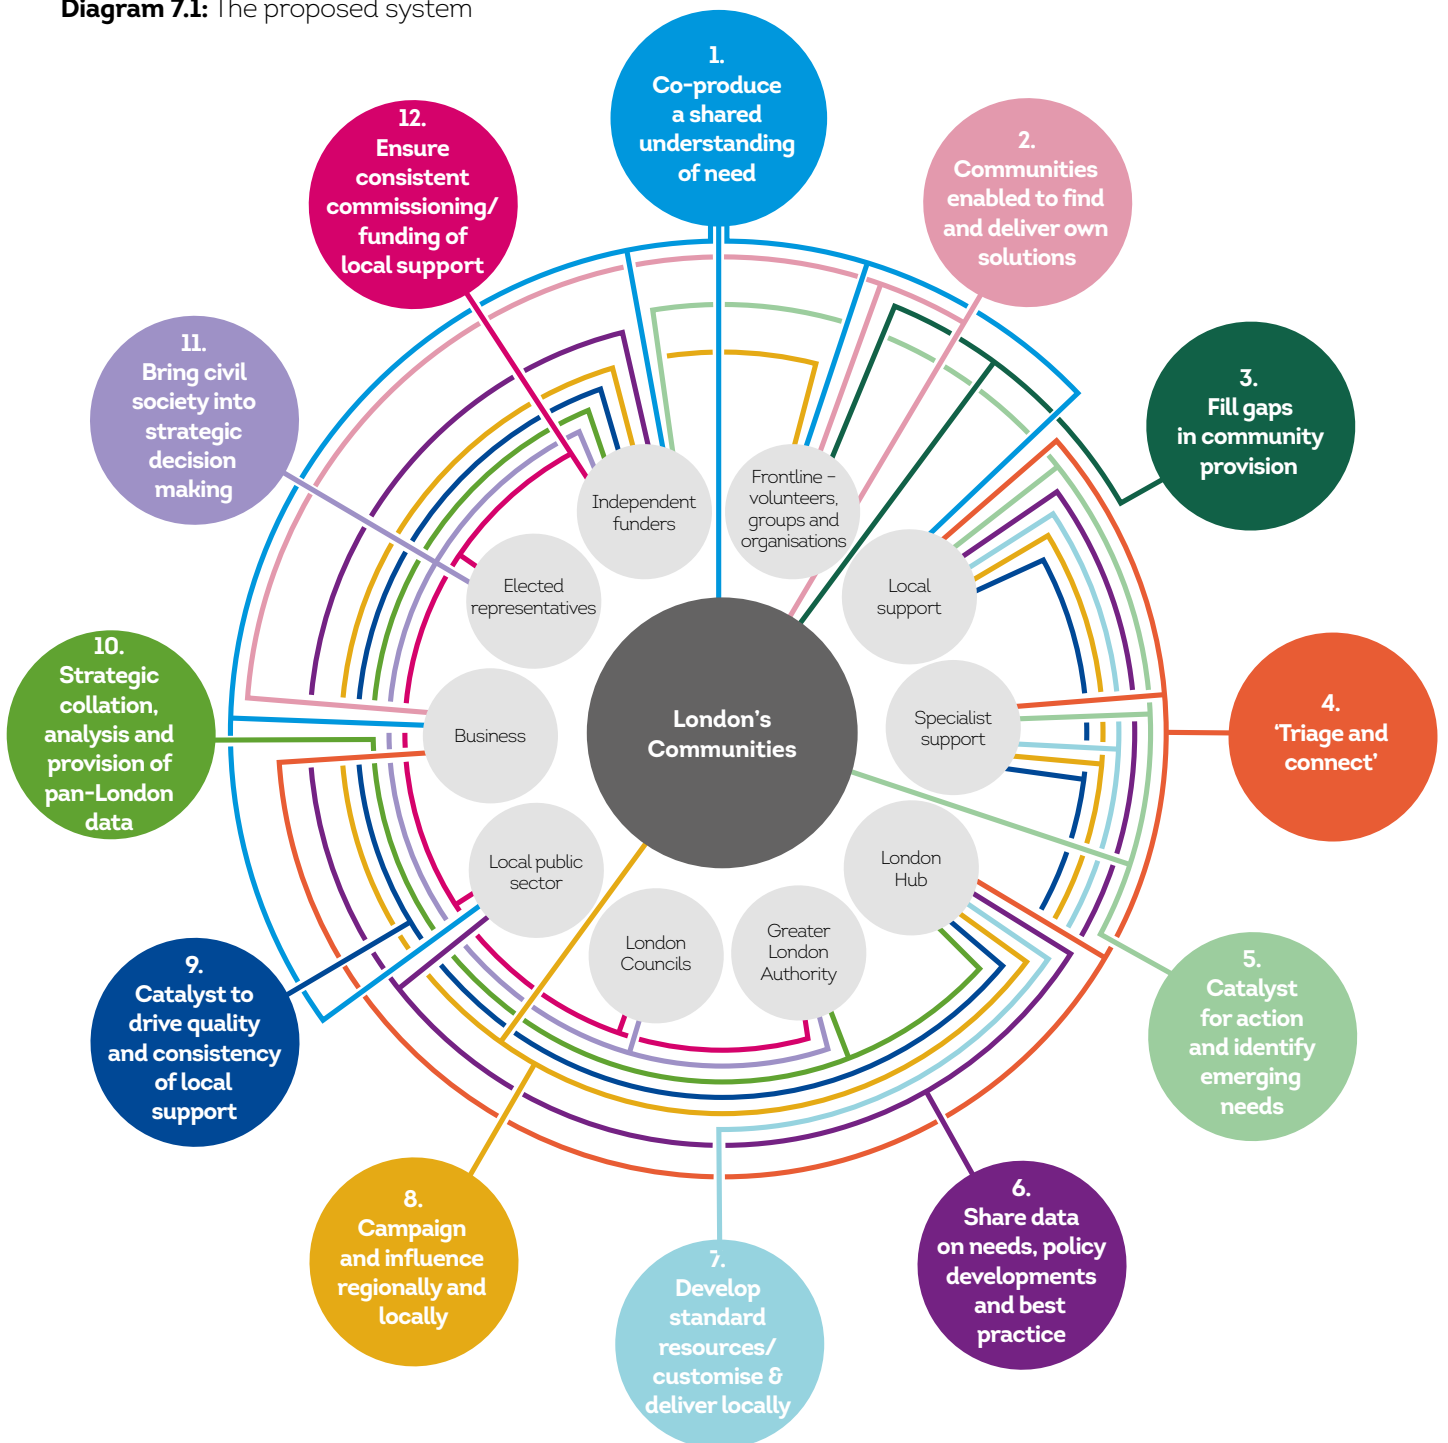 Diagram 7.1: The proposed system
1.
Co-produce
a shared
understanding
of need
2.
Communities
enabled to find
and deliver own
solutions
3.
Fill gaps
in community
provision
4.
‘Triage and
connect’
5.
Catalyst
for action
and identify
emerging
needs
6.
Share data
on needs, policy
developments
and best
practice
7.
Develop
standard
resources/
customise &
deliver locally
8.
Campaign
and influence
regionally and
locally
9.
Catalyst to
drive quality
and consistency
of local
support
10.
Strategic
collation,
analysis and
provision of
pan-London
data
11.
Bring civil
society into
strategic
decision
making
12.
Ensure
consistent
commissioning/
funding of
local support
Independent
funders
Frontline –
volunteers,
groups and
organisations
Local
support
Specialist
support
London
Hub
Greater
London
Authority
London
Councils
Local public
sector
Business
Elected
representatives
London’s
Communities